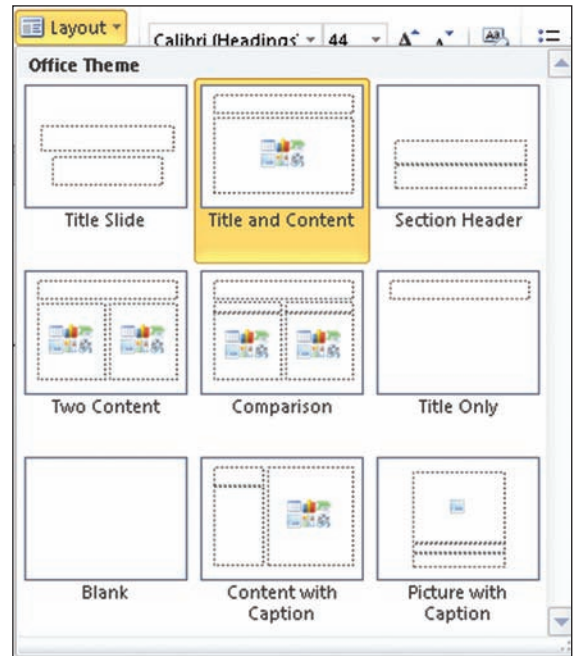 Layout
Calibri (Headings' 44 A A Aa
Office Theme
Title Slide Title and Content Section Header
Two Content Comparison Title Only
Blank Content with Caption Picture with Caption